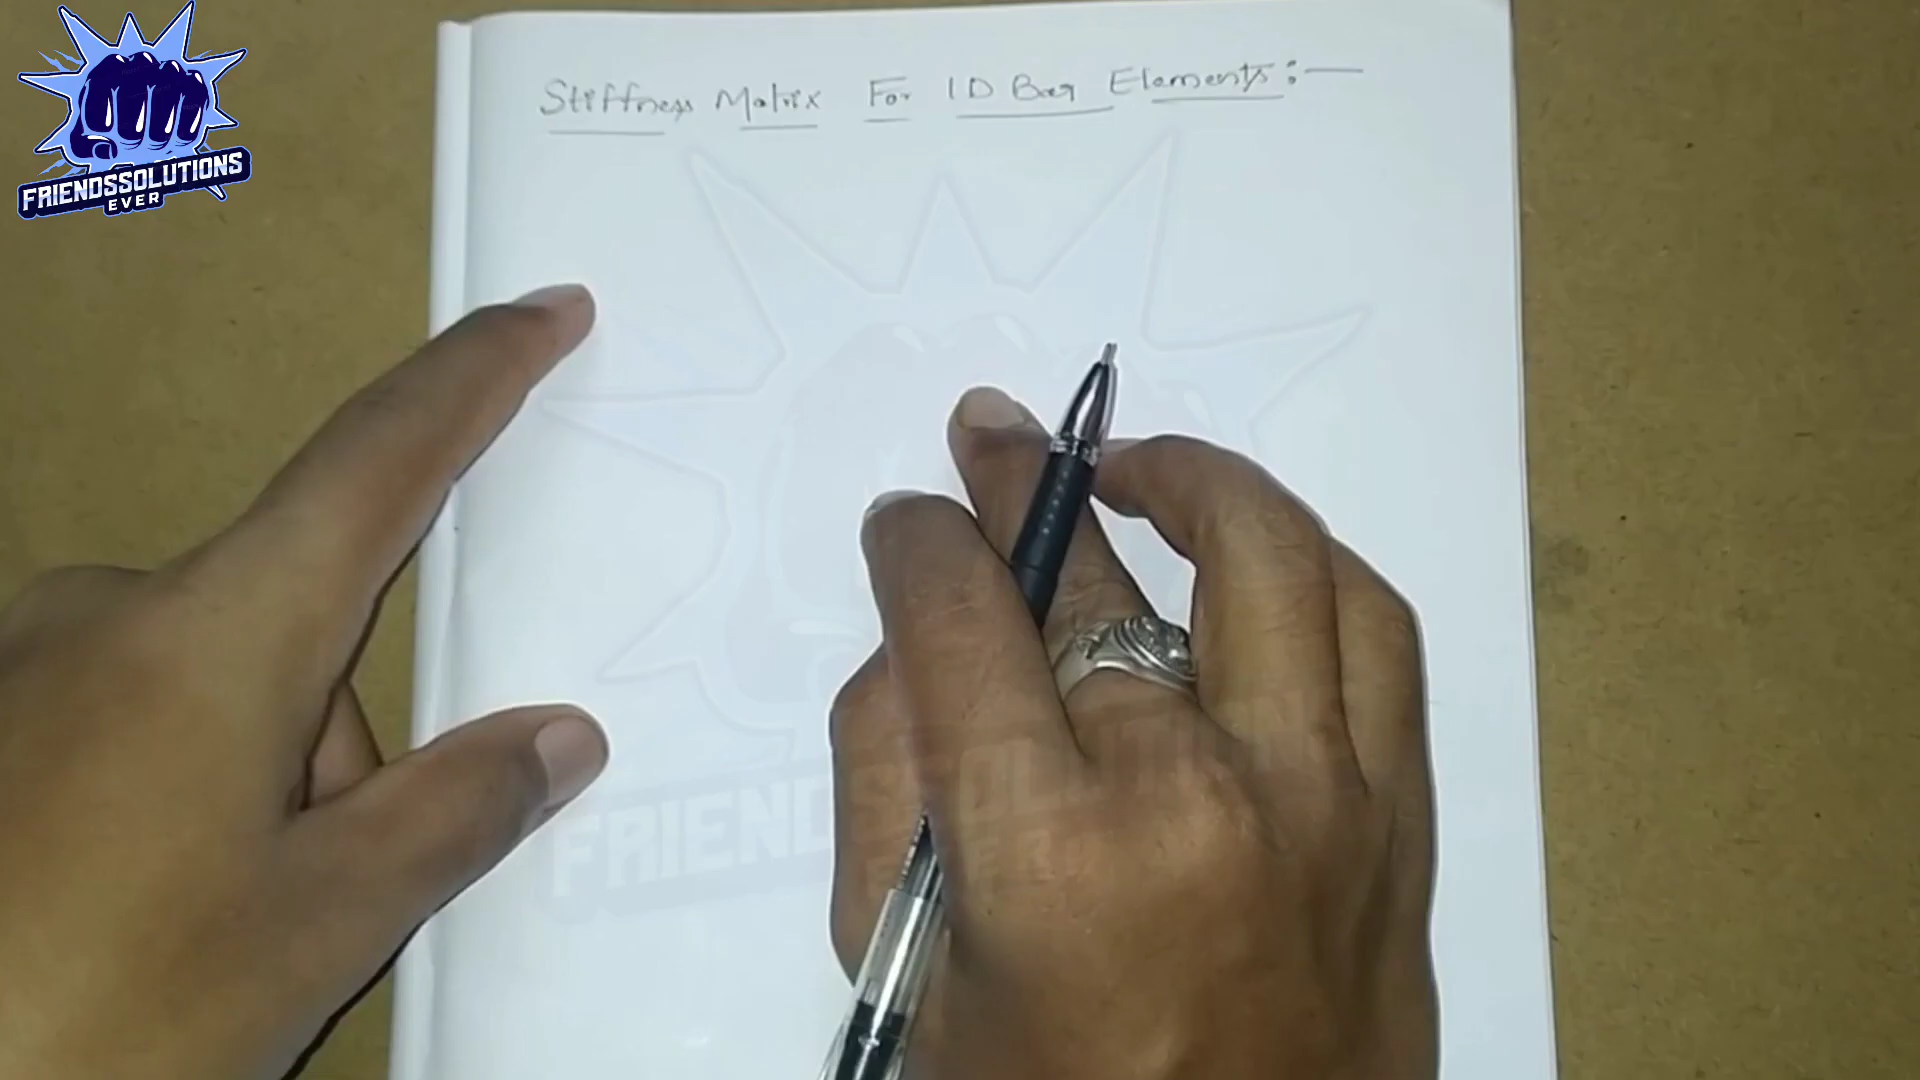 FRIENDSSOLUTIONS
EVER
Stiffness Matrix For 1D Bar Elements:—